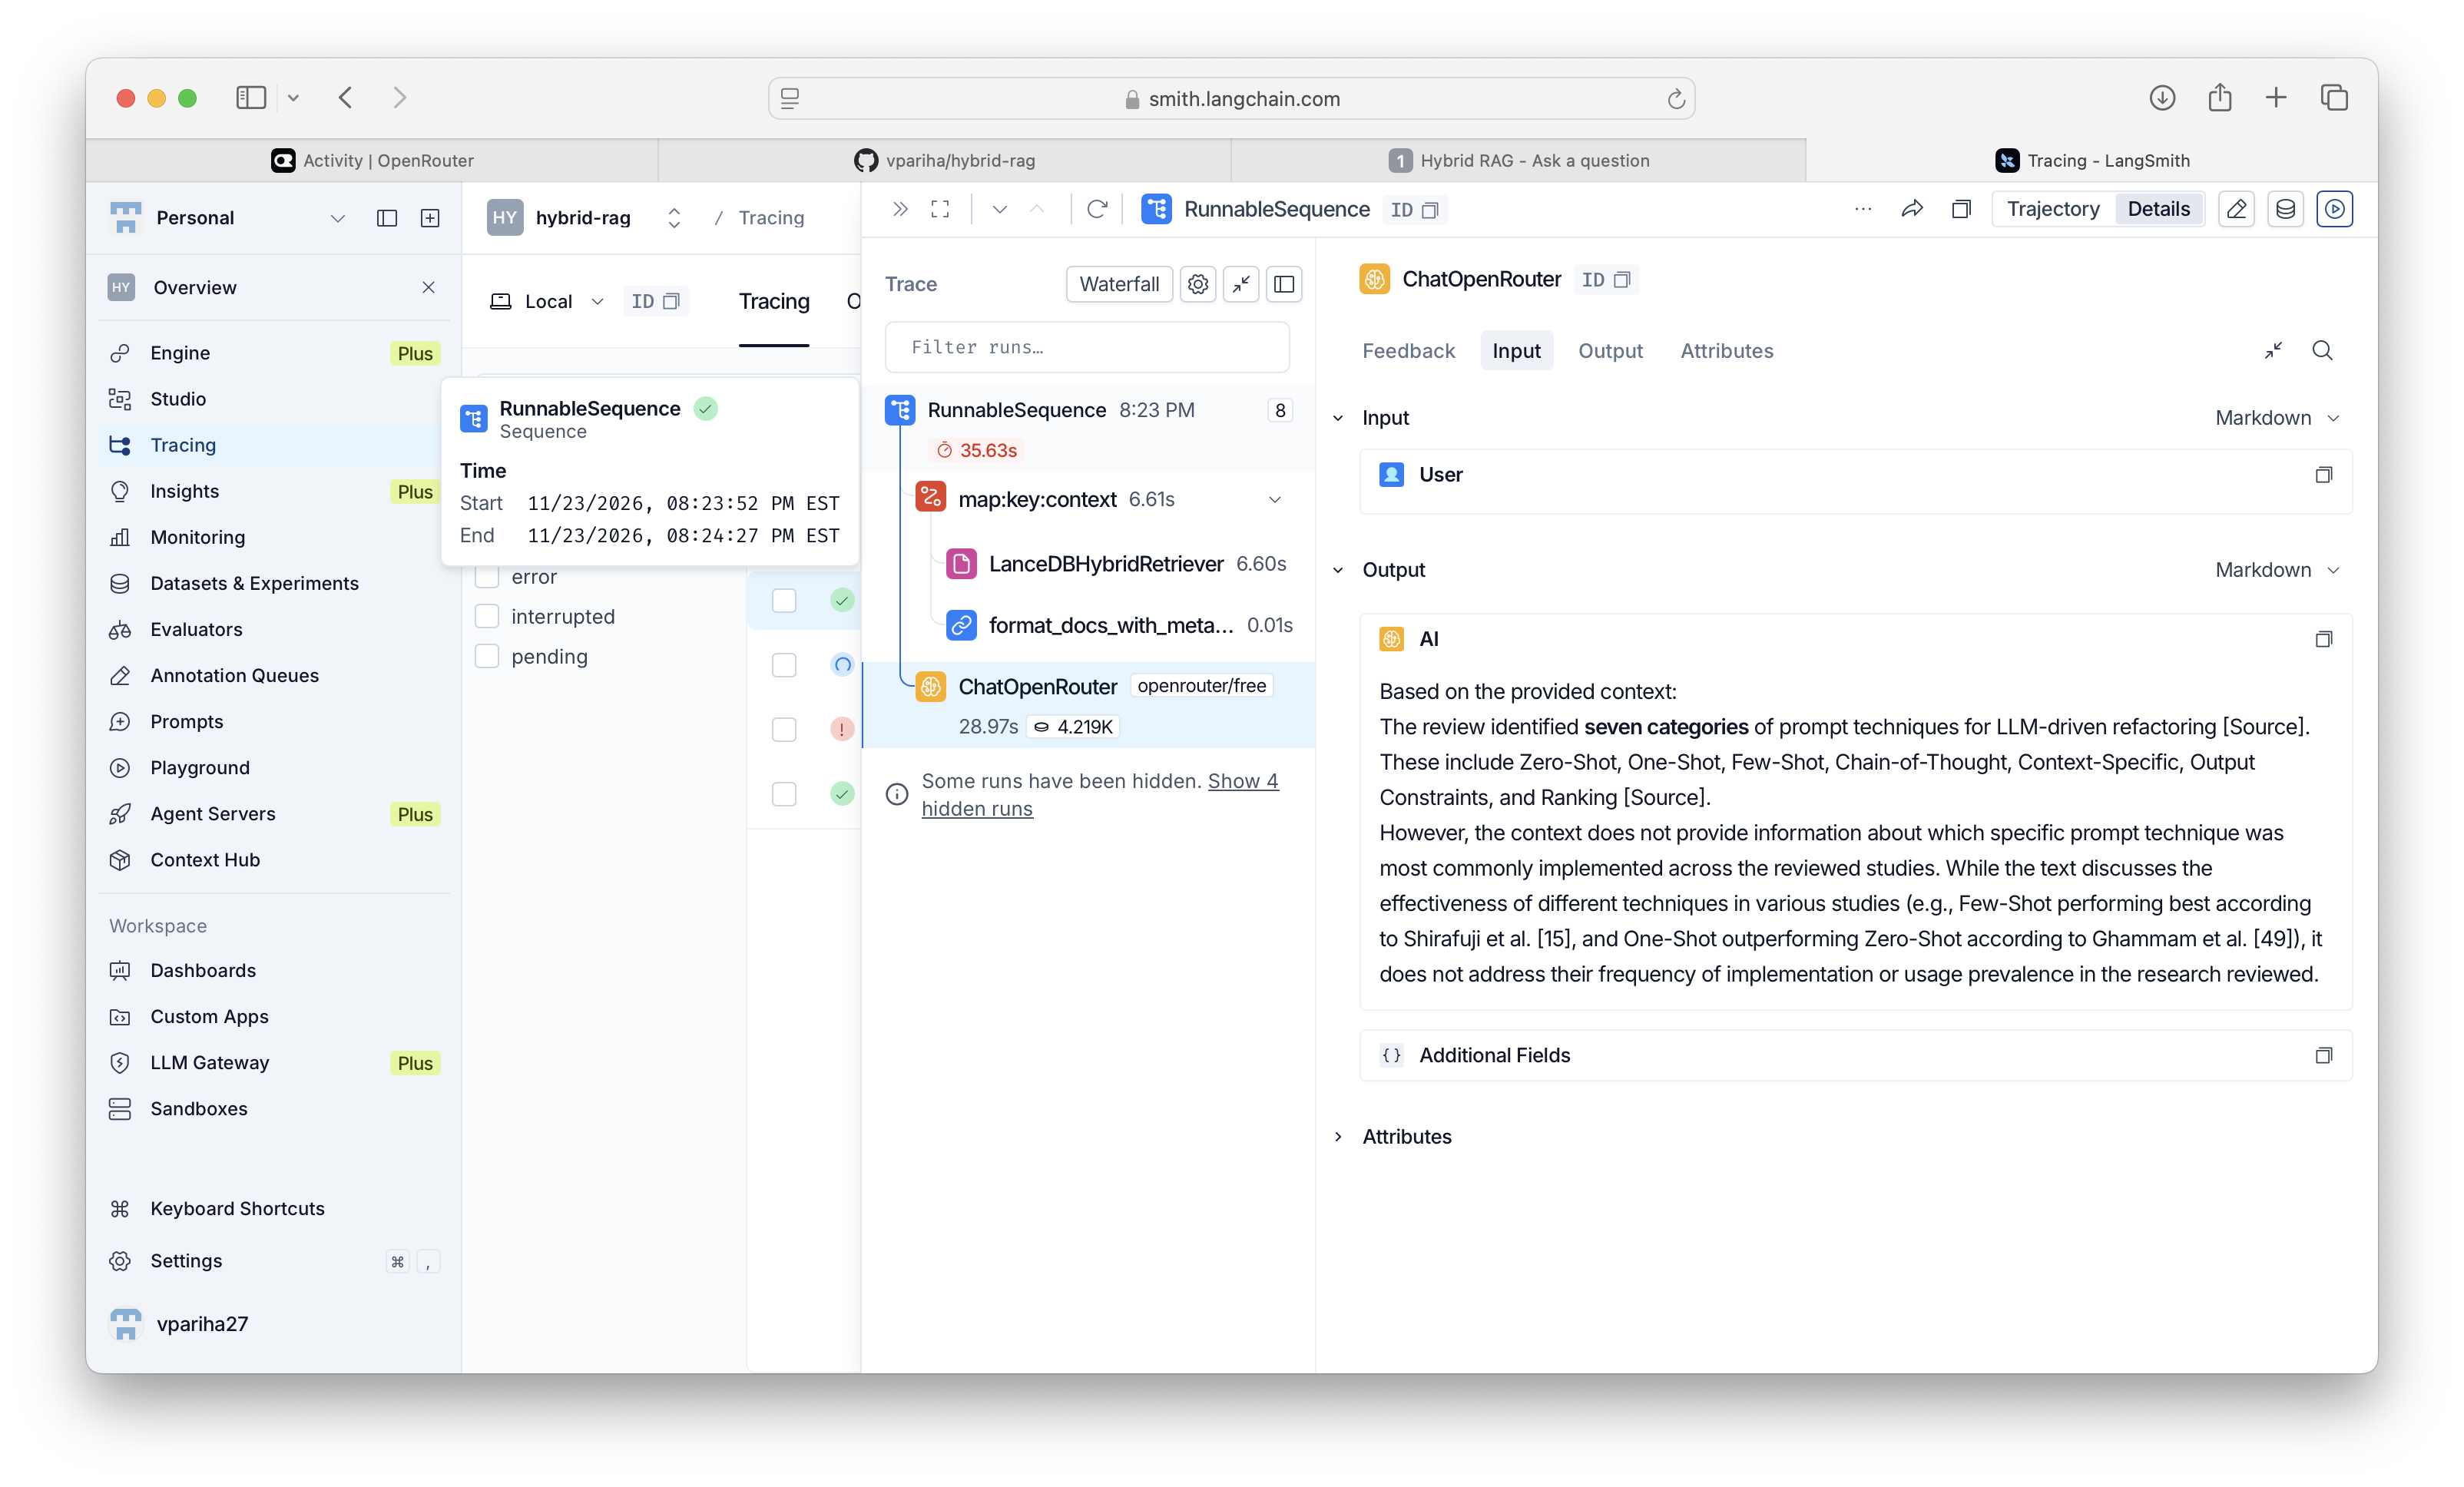 smith.langchain.com
Activity | OpenRouter
vpariha/hybrid-rag
1 Hybrid RAG - Ask a question
Tracing - LangSmith
Personal
HY Overview
Engine Plus
Studio
Tracing
Insights Plus
Monitoring
Datasets & Experiments
Evaluators
Annotation Queues
Prompts
Playground
Agent Servers Plus
Context Hub
Workspace
Dashboards
Custom Apps
LLM Gateway Plus
Sandboxes
Keyboard Shortcuts
Settings ⌘ ,
vpariha27
HY hybrid-rag / Tracing
Local ID Tracing
RunnableSequence
Sequence
Time
Start 11/23/2026, 08:23:52 PM EST
End 11/23/2026, 08:24:27 PM EST
error
interrupted
pending
RunnableSequence ID
Trajectory Details
Trace Waterfall
Filter runs…
RunnableSequence 8:23 PM 8
35.63s
map:key:context 6.61s
LanceDBHybridRetriever 6.60s
format_docs_with_meta… 0.01s
ChatOpenRouter openrouter/free
28.97s 4.219K
Some runs have been hidden. Show 4
hidden runs
ChatOpenRouter ID
Feedback Input Output Attributes
Input Markdown
User
Output Markdown
AI
Based on the provided context:
The review identified seven categories of prompt techniques for LLM-driven refactoring [Source].
These include Zero-Shot, One-Shot, Few-Shot, Chain-of-Thought, Context-Specific, Output
Constraints, and Ranking [Source].
However, the context does not provide information about which specific prompt technique was
most commonly implemented across the reviewed studies. While the text discusses the
effectiveness of different techniques in various studies (e.g., Few-Shot performing best according
to Shirafuji et al. [15], and One-Shot outperforming Zero-Shot according to Ghammam et al. [49]), it
does not address their frequency of implementation or usage prevalence in the research reviewed.
{} Additional Fields
Attributes